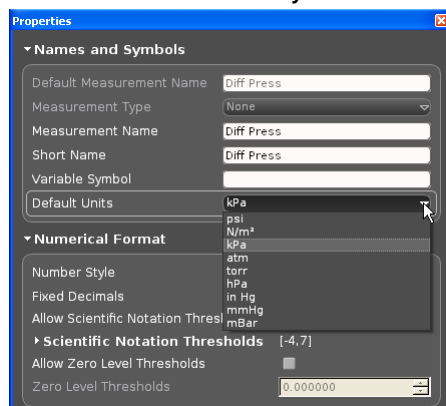 Properties
Names and Symbols
Default Measurement Name Diff Press
Measurement Type None
Measurement Name Diff Press
Short Name Diff Press
Variable Symbol
Default Units kPa
psi
N/m²
kPa
atm
torr
hPa
in Hg
mmHg
mBar
Numerical Format
Number Style
Fixed Decimals
Allow Scientific Notation Thres
Scientific Notation Thresholds [-4,7]
Allow Zero Level Thresholds
Zero Level Thresholds 0.000000